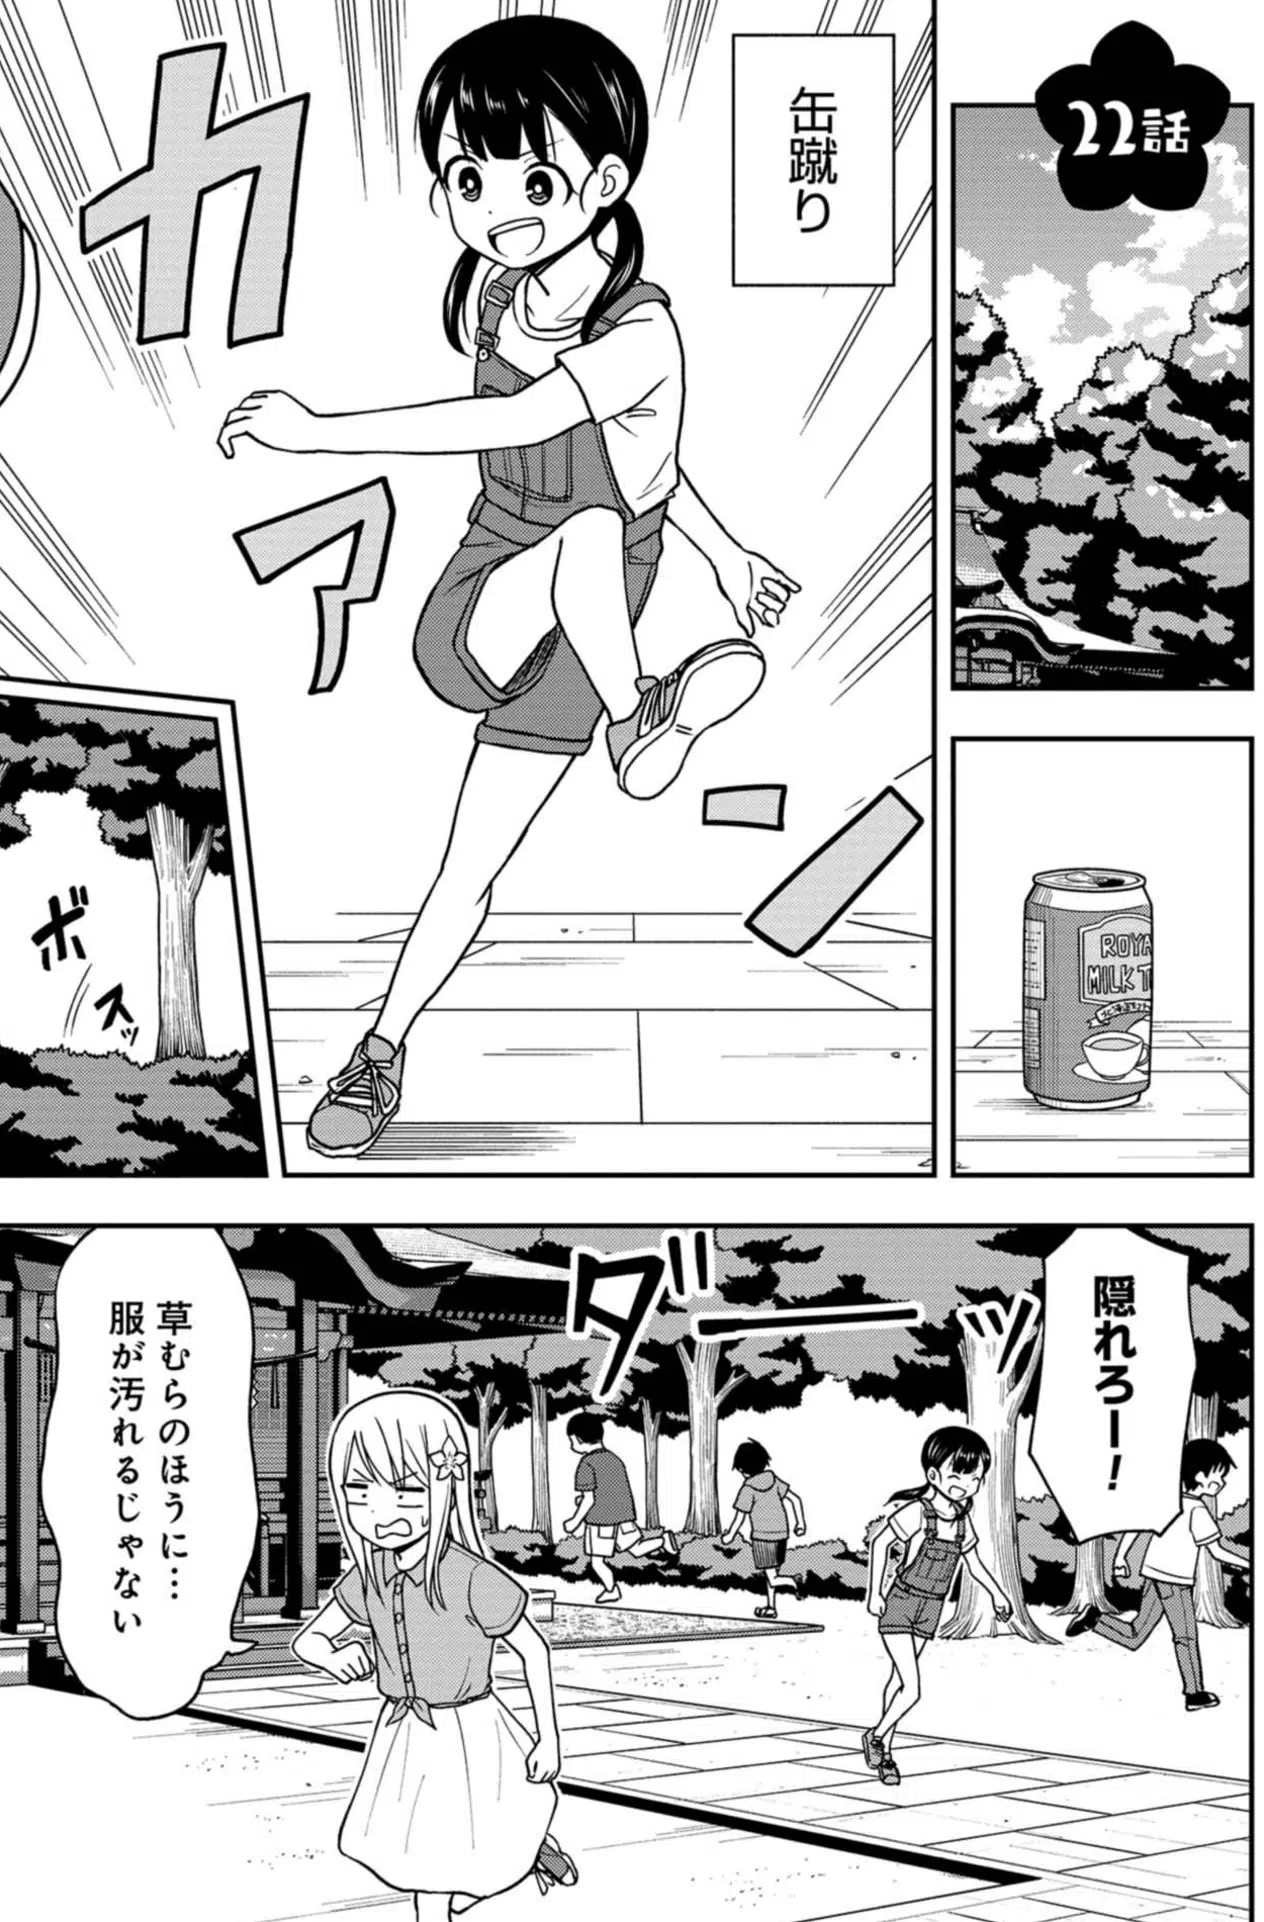 22話
ROYA
MILK T
缶蹴り
カァーン
ボスッ
隠れろー！
ダーーッ
草むらのほうに…
服が汚れるじゃない